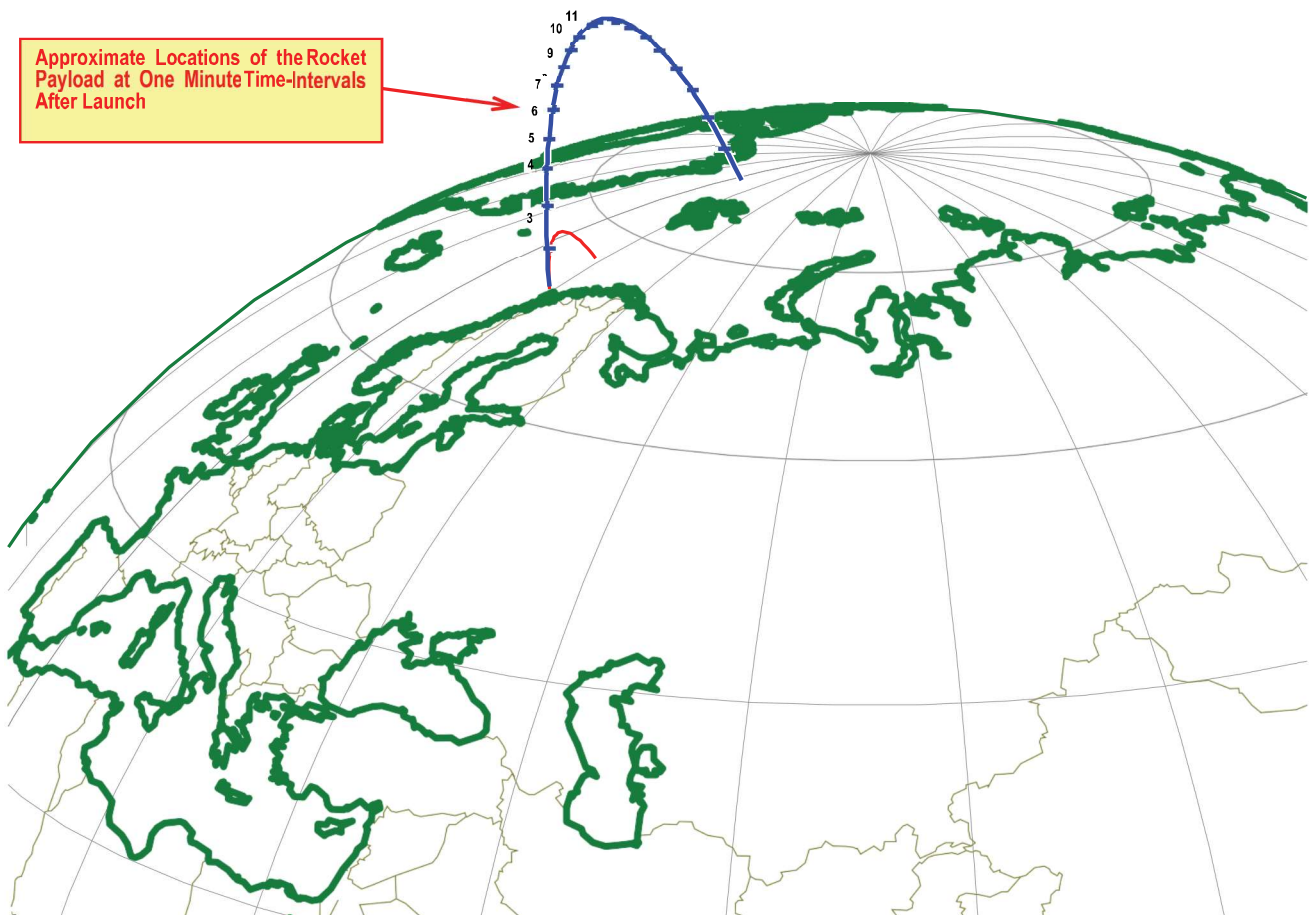 Approximate Locations of the Rocket
Payload at One Minute Time-Intervals
After Launch
11
10
9
7
6
5
4
3